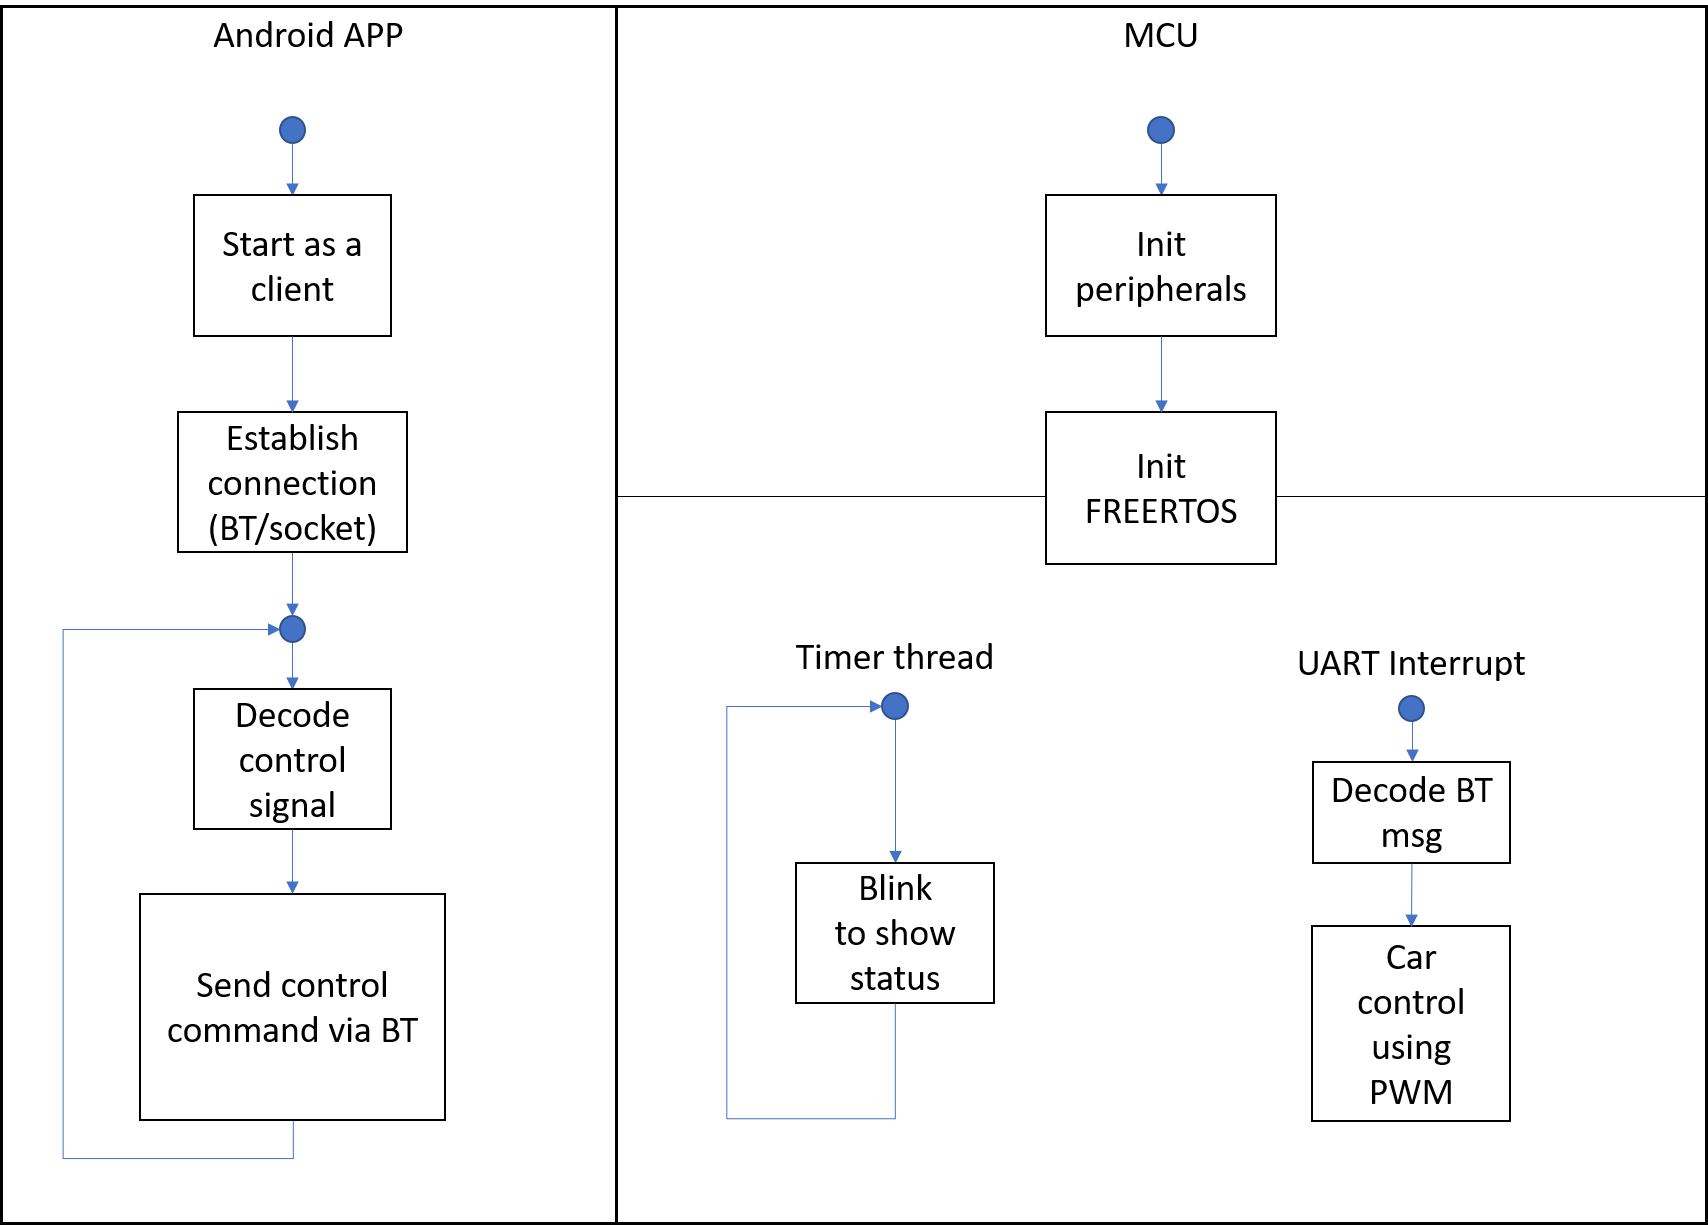 Android APP
Start as a
client
Establish
connection
(BT/socket)
Decode
control
signal
Send control
command via BT
MCU
Init
peripherals
Init
FREERTOS
Timer thread
Blink
to show
status
UART Interrupt
Decode BT
msg
Car
control
using
PWM